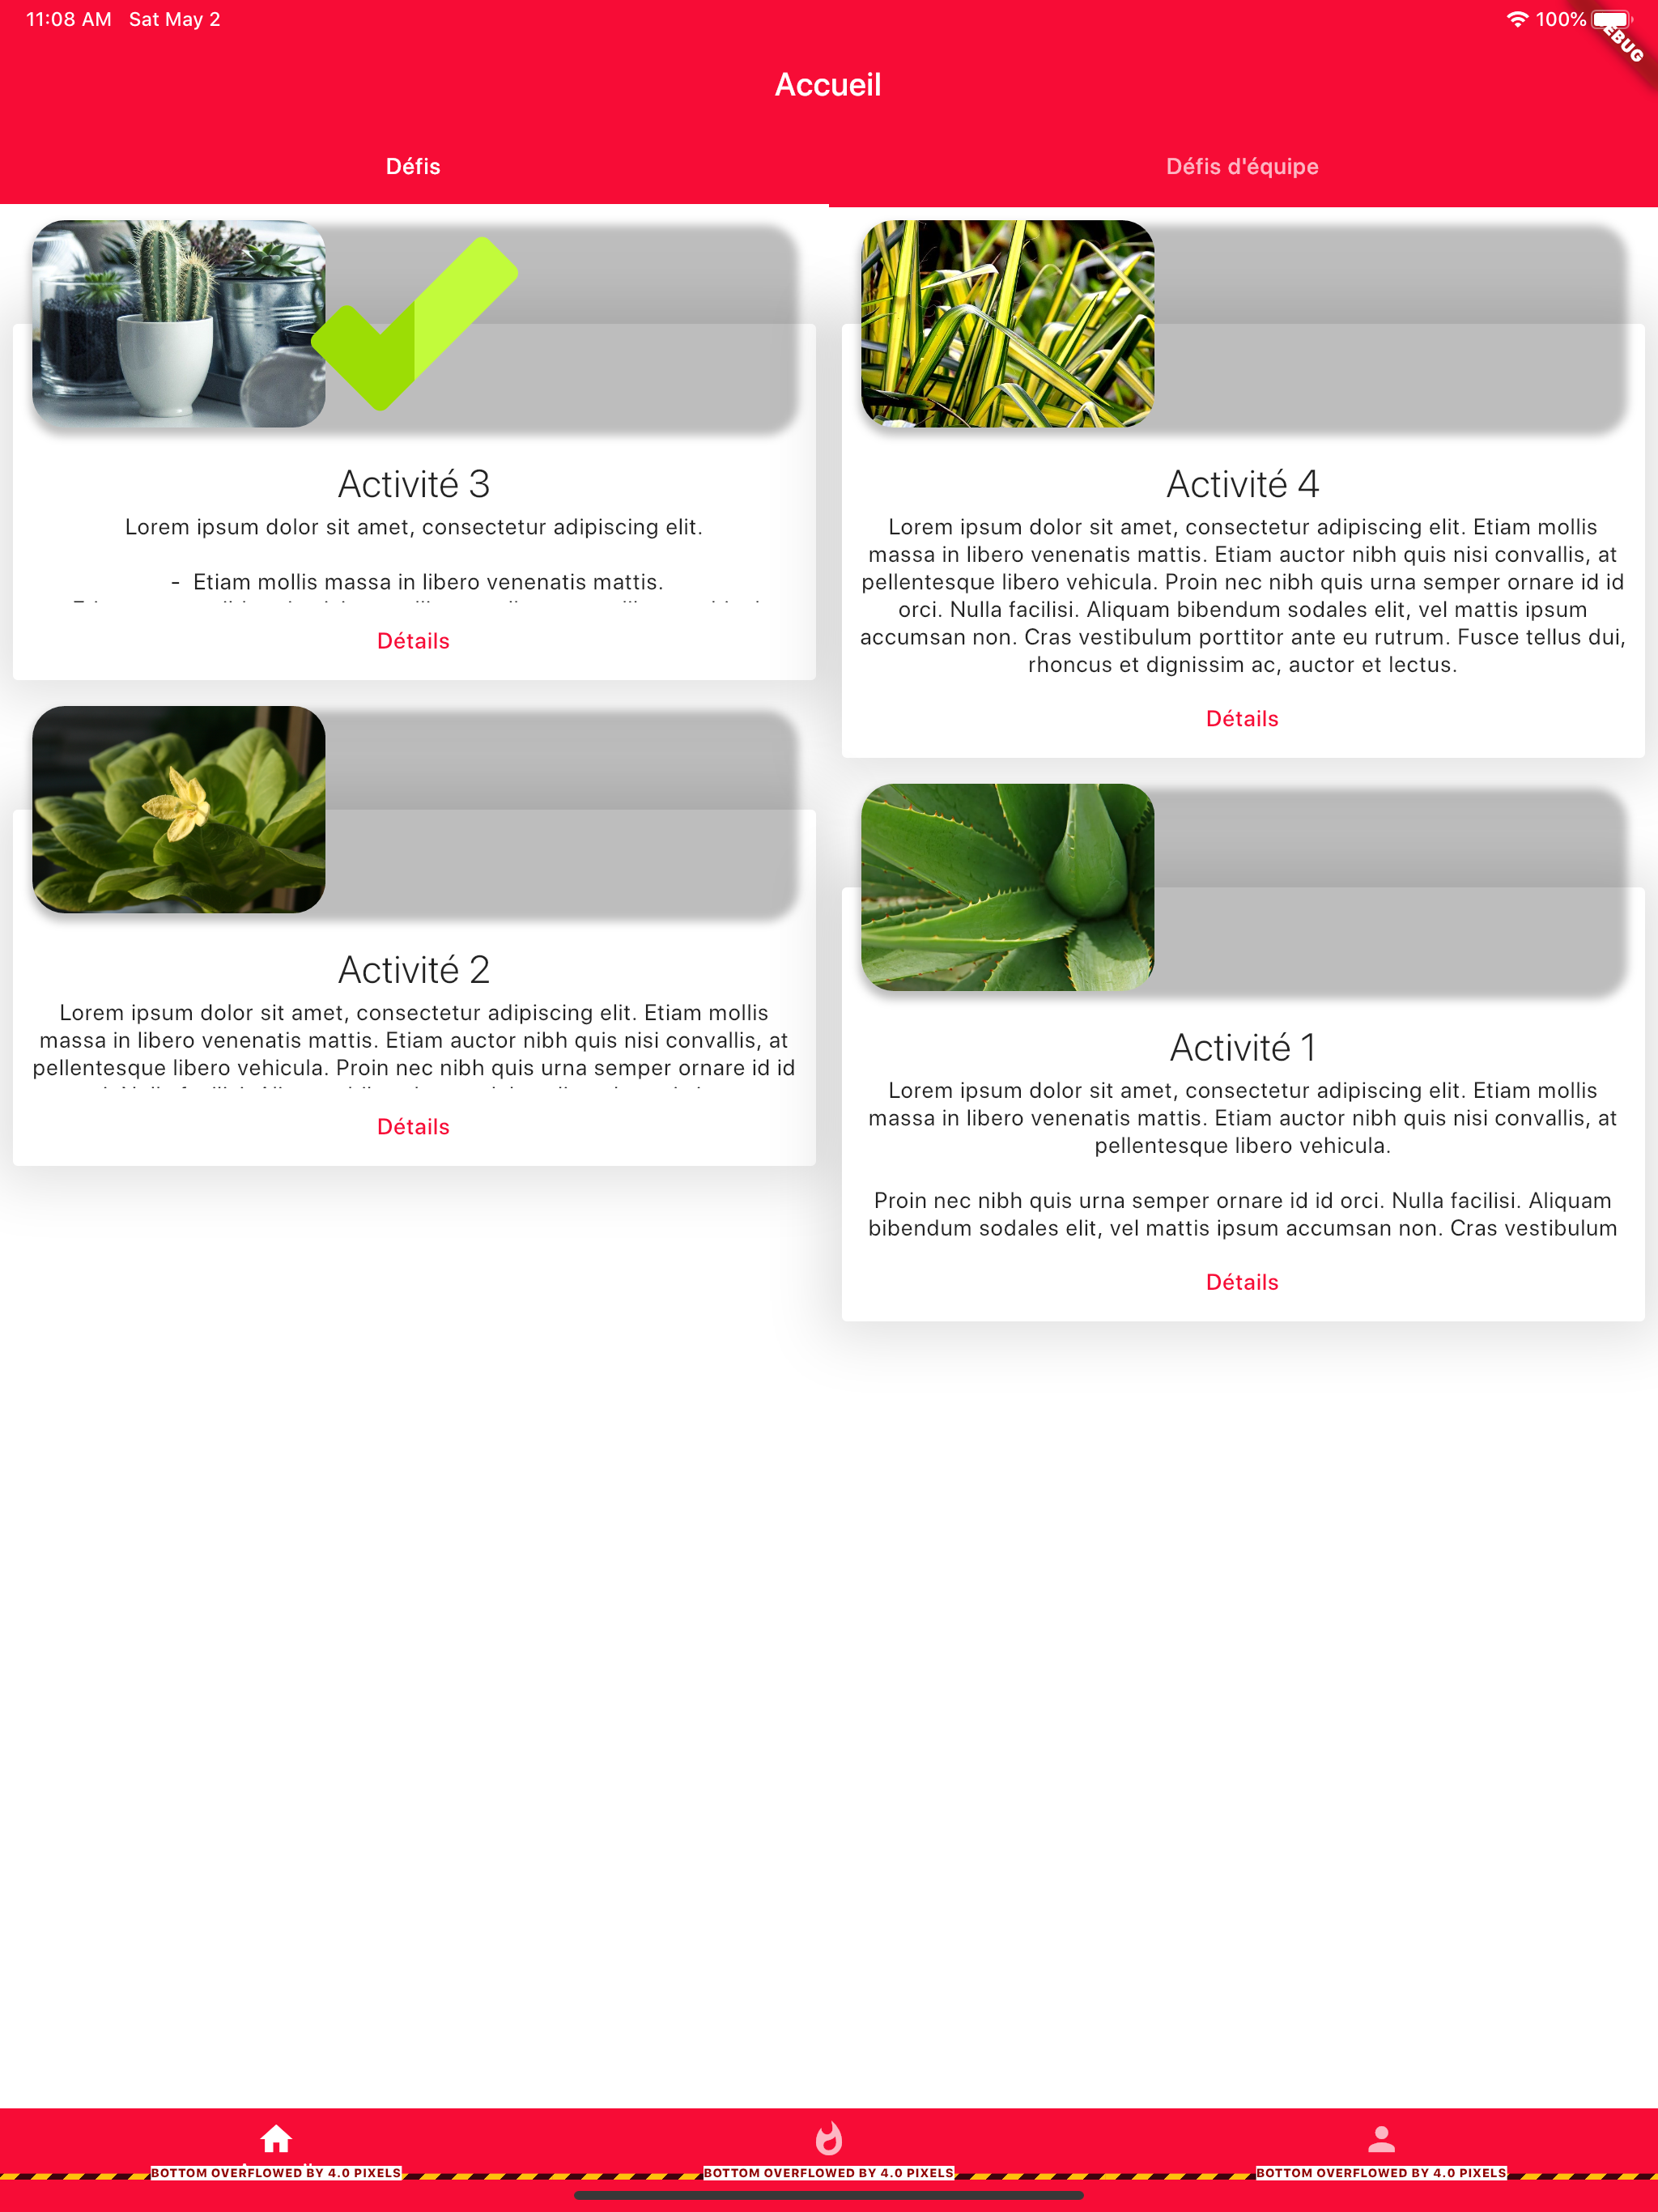 11:08 AM Sat May 2
100%
EBUG
Accueil
Défis
Défis d'équipe
Activité 3
Lorem ipsum dolor sit amet, consectetur adipiscing elit.
- Etiam mollis massa in libero venenatis mattis.
Détails
Activité 2
Lorem ipsum dolor sit amet, consectetur adipiscing elit. Etiam mollis
massa in libero venenatis mattis. Etiam auctor nibh quis nisi convallis, at
pellentesque libero vehicula. Proin nec nibh quis urna semper ornare id id
Détails
Activité 4
Lorem ipsum dolor sit amet, consectetur adipiscing elit. Etiam mollis
massa in libero venenatis mattis. Etiam auctor nibh quis nisi convallis, at
pellentesque libero vehicula. Proin nec nibh quis urna semper ornare id id
orci. Nulla facilisi. Aliquam bibendum sodales elit, vel mattis ipsum
accumsan non. Cras vestibulum porttitor ante eu rutrum. Fusce tellus dui,
rhoncus et dignissim ac, auctor et lectus.
Détails
Activité 1
Lorem ipsum dolor sit amet, consectetur adipiscing elit. Etiam mollis
massa in libero venenatis mattis. Etiam auctor nibh quis nisi convallis, at
pellentesque libero vehicula.
Proin nec nibh quis urna semper ornare id id orci. Nulla facilisi. Aliquam
bibendum sodales elit, vel mattis ipsum accumsan non. Cras vestibulum
Détails
BOTTOM OVERFLOWED BY 4.0 PIXELS
BOTTOM OVERFLOWED BY 4.0 PIXELS
BOTTOM OVERFLOWED BY 4.0 PIXELS